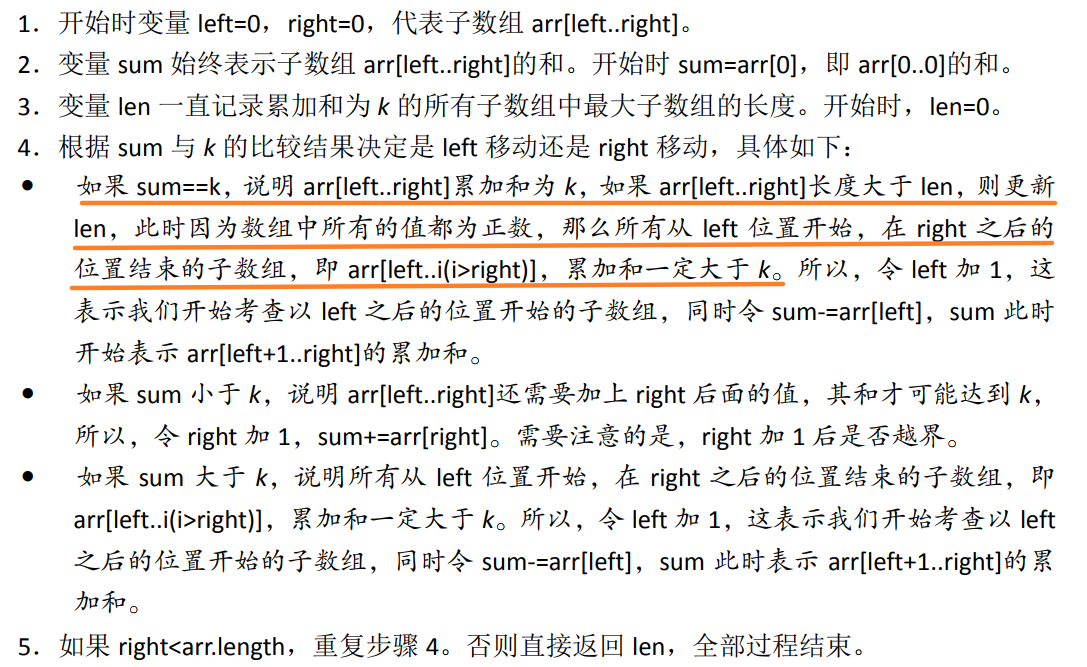 1. 开始时变量 left=0，right=0，代表子数组 arr[left..right]。
2. 变量 sum 始终表示子数组 arr[left..right]的和。开始时 sum=arr[0]，即 arr[0..0]的和。
3. 变量 len 一直记录累加和为 k 的所有子数组中最大子数组的长度。开始时，len=0。
4. 根据 sum 与 k 的比较结果决定是 left 移动还是 right 移动，具体如下：
● 如果 sum==k，说明 arr[left..right]累加和为 k，如果 arr[left..right]长度大于 len，则更新
len，此时因为数组中所有的值都为正数，那么所有从 left 位置开始，在 right 之后的
位置结束的子数组，即 arr[left..i(i>right)]，累加和一定大于 k。所以，令 left 加 1，这
表示我们开始考查以 left 之后的位置开始的子数组，同时令 sum-=arr[left]，sum 此时
开始表示 arr[left+1..right]的累加和。
● 如果 sum 小于 k，说明 arr[left..right]还需要加上 right 后面的值，其和才可能达到 k，
所以，令 right 加 1，sum+=arr[right]。需要注意的是，right 加 1 后是否越界。
● 如果 sum 大于 k，说明所有从 left 位置开始，在 right 之后的位置结束的子数组，即
arr[left..i(i>right)]，累加和一定大于 k。所以，令 left 加 1，这表示我们开始考查以 left
之后的位置开始的子数组，同时令 sum-=arr[left]，sum 此时表示 arr[left+1..right]的累
加和。
5. 如果 right<arr.length，重复步骤 4。否则直接返回 len，全部过程结束。